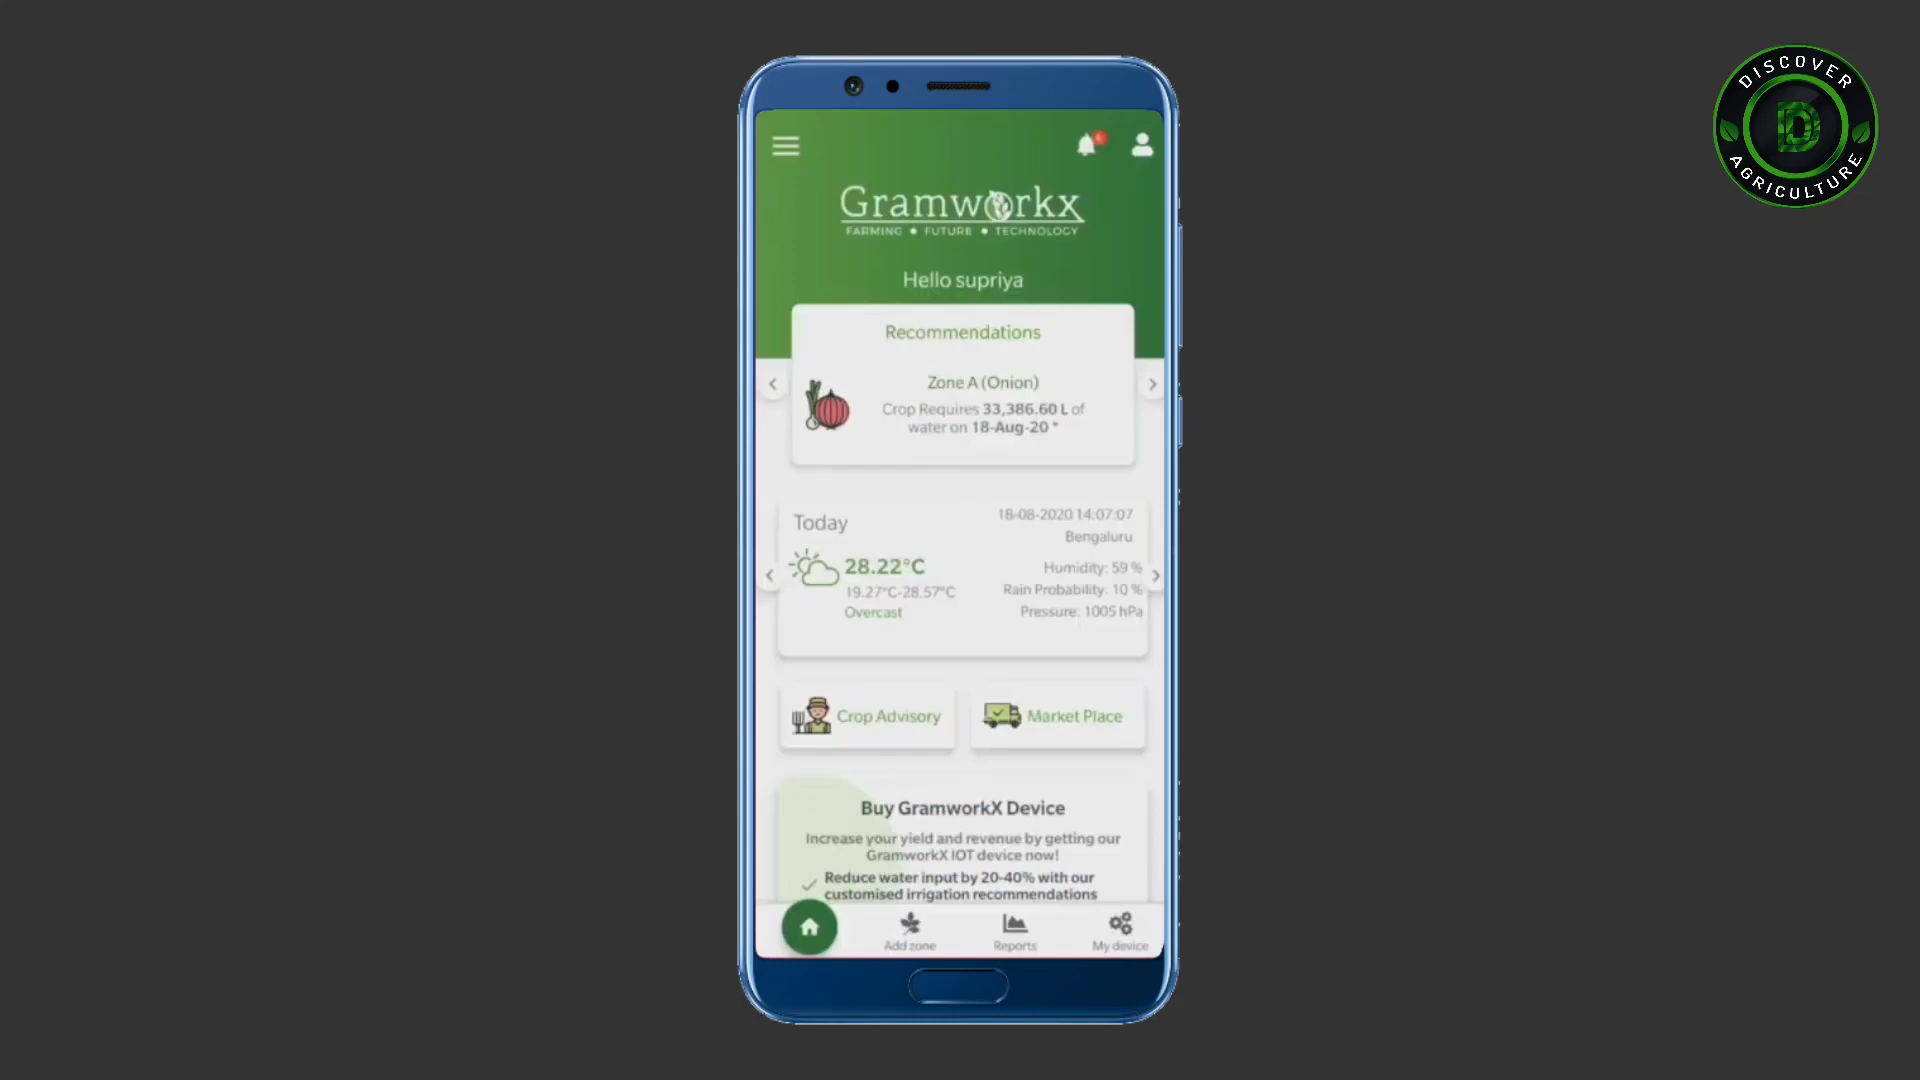 DISCOVER
AGRICULTURE
Gramworkx
FARMING • FUTURE • TECHNOLOGY
Hello supriya
Recommendations
Zone A (Onion)
Crop Requires 33,386.60 L of
water on 18-Aug-20 *
Today
18-08-2020 14:07:07
Bengaluru
28.22°C
19.27°C-28.57°C
Overcast
Humidity: 59 %
Rain Probability: 10 %
Pressure: 1005 hPa
Crop Advisory
Market Place
Buy GramworkX Device
Increase your yield and revenue by getting our
GramworkX IOT device now!
Reduce water input by 20-40% with our
customised irrigation recommendations
Add zone
Reports
My device